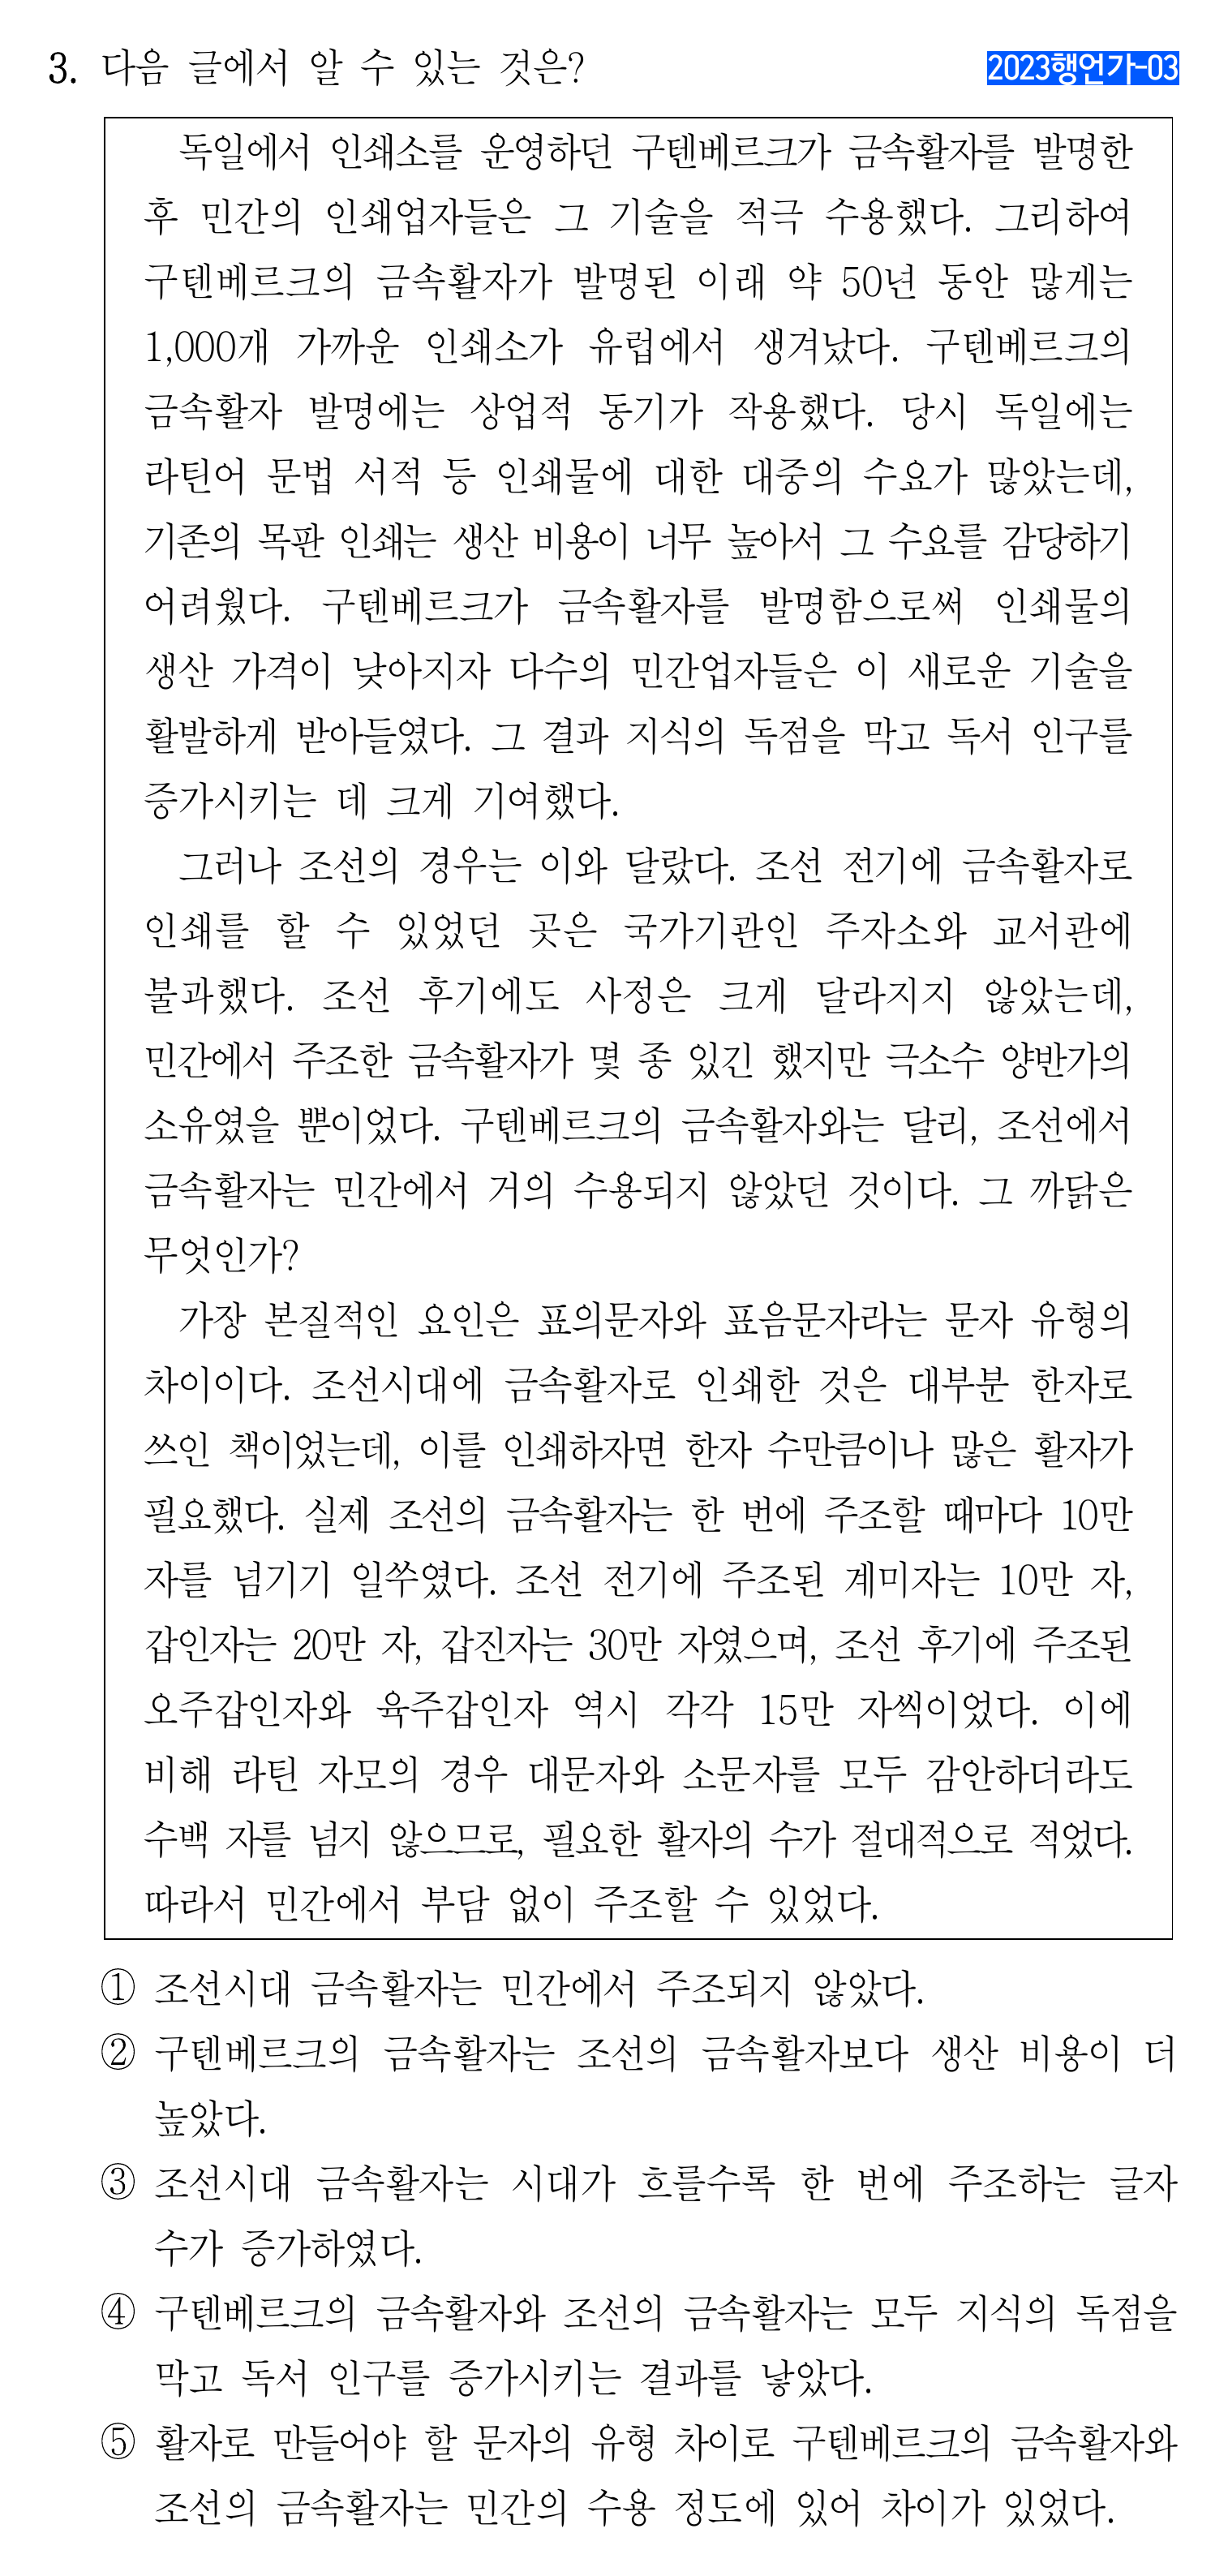 3. 다음 글에서 알 수 있는 것은?
2023행언가-03
독일에서 인쇄소를 운영하던 구텐베르크가 금속활자를 발명한
후 민간의 인쇄업자들은 그 기술을 적극 수용했다. 그리하여
구텐베르크의 금속활자가 발명된 이래 약 50년 동안 많게는
1,000개 가까운 인쇄소가 유럽에서 생겨났다. 구텐베르크의
금속활자 발명에는 상업적 동기가 작용했다. 당시 독일에는
라틴어 문법 서적 등 인쇄물에 대한 대중의 수요가 많았는데,
기존의 목판 인쇄는 생산 비용이 너무 높아서 그 수요를 감당하기
어려웠다. 구텐베르크가 금속활자를 발명함으로써 인쇄물의
생산 가격이 낮아지자 다수의 민간업자들은 이 새로운 기술을
활발하게 받아들였다. 그 결과 지식의 독점을 막고 독서 인구를
증가시키는 데 크게 기여했다.
그러나 조선의 경우는 이와 달랐다. 조선 전기에 금속활자로
인쇄를 할 수 있었던 곳은 국가기관인 주자소와 교서관에
불과했다. 조선 후기에도 사정은 크게 달라지지 않았는데,
민간에서 주조한 금속활자가 몇 종 있긴 했지만 극소수 양반가의
소유였을 뿐이었다. 구텐베르크의 금속활자와는 달리, 조선에서
금속활자는 민간에서 거의 수용되지 않았던 것이다. 그 까닭은
무엇인가?
가장 본질적인 요인은 표의문자와 표음문자라는 문자 유형의
차이이다. 조선시대에 금속활자로 인쇄한 것은 대부분 한자로
쓰인 책이었는데, 이를 인쇄하자면 한자 수만큼이나 많은 활자가
필요했다. 실제 조선의 금속활자는 한 번에 주조할 때마다 10만
자를 넘기기 일쑤였다. 조선 전기에 주조된 계미자는 10만 자,
갑인자는 20만 자, 갑진자는 30만 자였으며, 조선 후기에 주조된
오주갑인자와 육주갑인자 역시 각각 15만 자씩이었다. 이에
비해 라틴 자모의 경우 대문자와 소문자를 모두 감안하더라도
수백 자를 넘지 않으므로, 필요한 활자의 수가 절대적으로 적었다.
따라서 민간에서 부담 없이 주조할 수 있었다.
① 조선시대 금속활자는 민간에서 주조되지 않았다.
② 구텐베르크의 금속활자는 조선의 금속활자보다 생산 비용이 더
높았다.
③ 조선시대 금속활자는 시대가 흐를수록 한 번에 주조하는 글자
수가 증가하였다.
④ 구텐베르크의 금속활자와 조선의 금속활자는 모두 지식의 독점을
막고 독서 인구를 증가시키는 결과를 낳았다.
⑤ 활자로 만들어야 할 문자의 유형 차이로 구텐베르크의 금속활자와
조선의 금속활자는 민간의 수용 정도에 있어 차이가 있었다.